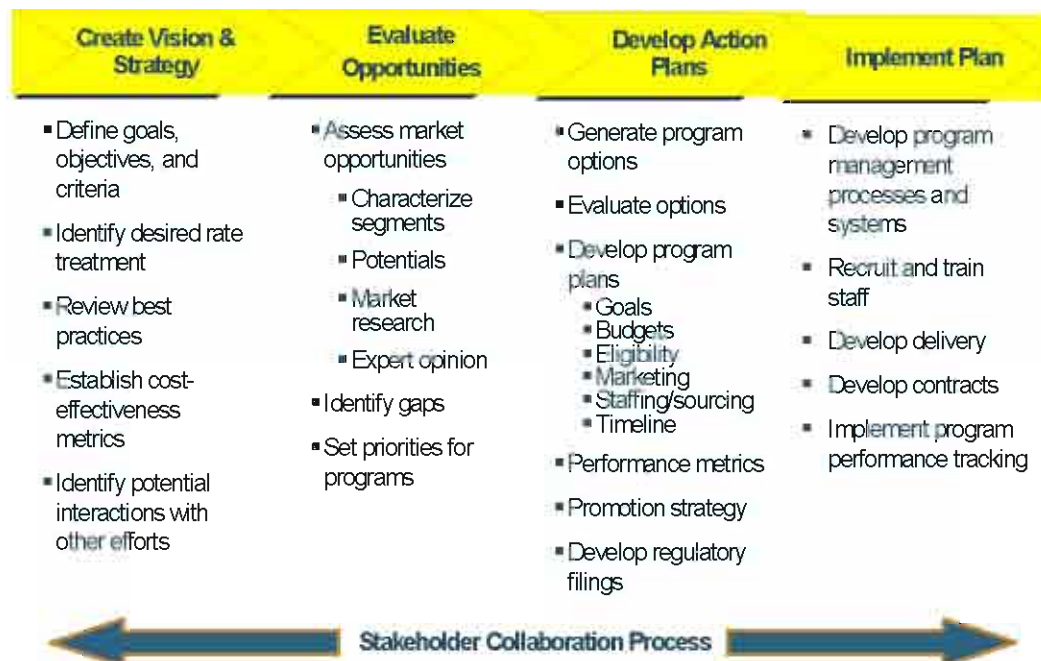 Create Vision &
Strategy
Evaluate
Opportunities
Develop Action
Plans
Implement Plan
▪ Define goals,
objectives, and
criteria
▪ Identify desired rate
treatment
▪ Review best
practices
▪ Establish cost-
effectiveness
metrics
▪ Identify potential
interactions with
other efforts
▪ Assess market
opportunities
▪ Characterize
segments
▪ Potentials
▪ Market
research
▪ Expert opinion
▪ Identify gaps
▪ Set priorities for
programs
▪ Generate program
options
▪ Evaluate options
▪ Develop program
plans
▪ Goals
▪ Budgets
▪ Eligibility
▪ Marketing
▪ Staffing/sourcing
▪ Timeline
▪ Performance metrics
▪ Promotion strategy
▪ Develop regulatory
filings
▪ Develop program
management
processes and
systems
▪ Recruit and train
staff
▪ Develop delivery
▪ Develop contracts
▪ Implement program
performance tracking
Stakeholder Collaboration Process